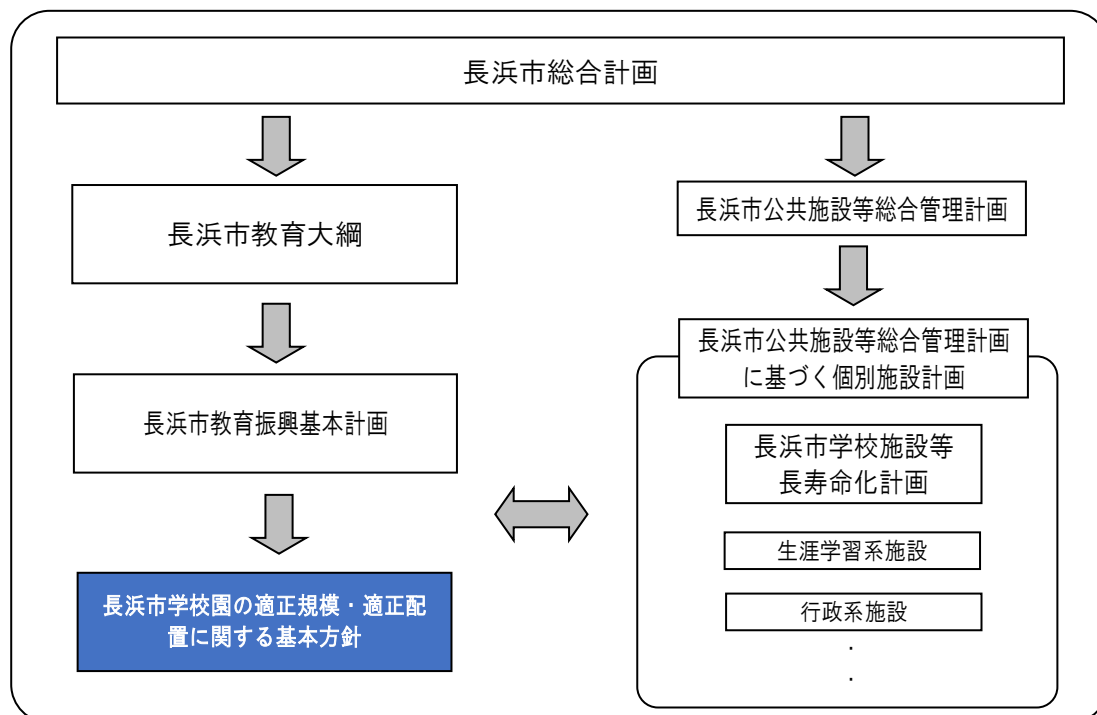 長浜市総合計画
長浜市教育大綱
長浜市教育振興基本計画
長浜市学校園の適正規模・適正配
置に関する基本方針
長浜市公共施設等総合管理計画
長浜市公共施設等総合管理計画
に基づく個別施設計画
長浜市学校施設等
長寿命化計画
生涯学習系施設
行政系施設
・
・